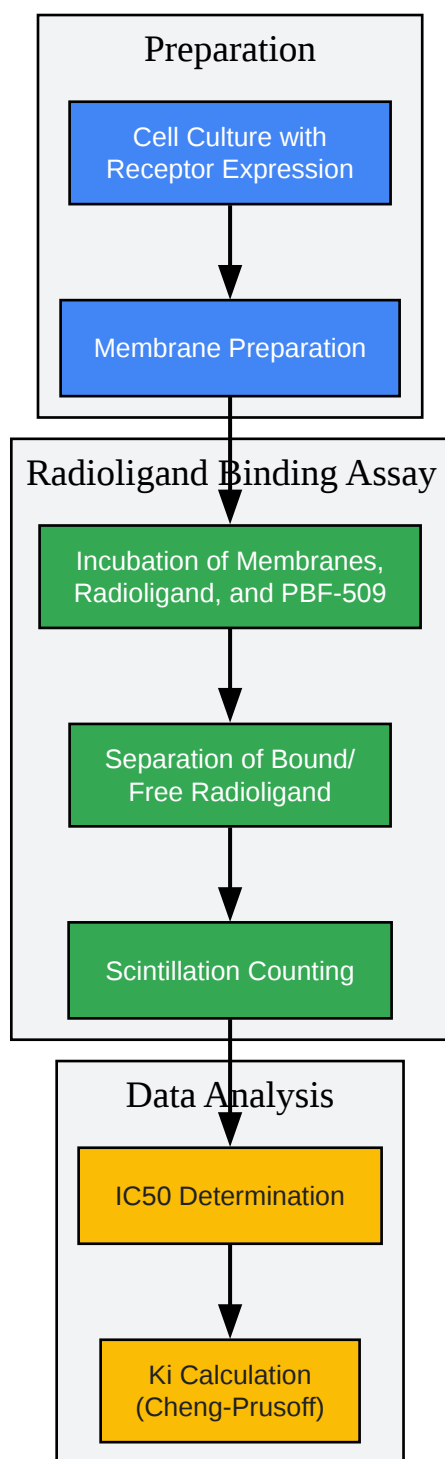 Preparation
Cell Culture with
Receptor Expression
Membrane Preparation
Radioligand Binding Assay
Incubation of Membranes,
Radioligand, and PBF-509
Separation of Bound/
Free Radioligand
Scintillation Counting
Data Analysis
IC50 Determination
Ki Calculation
(Cheng-Prusoff)